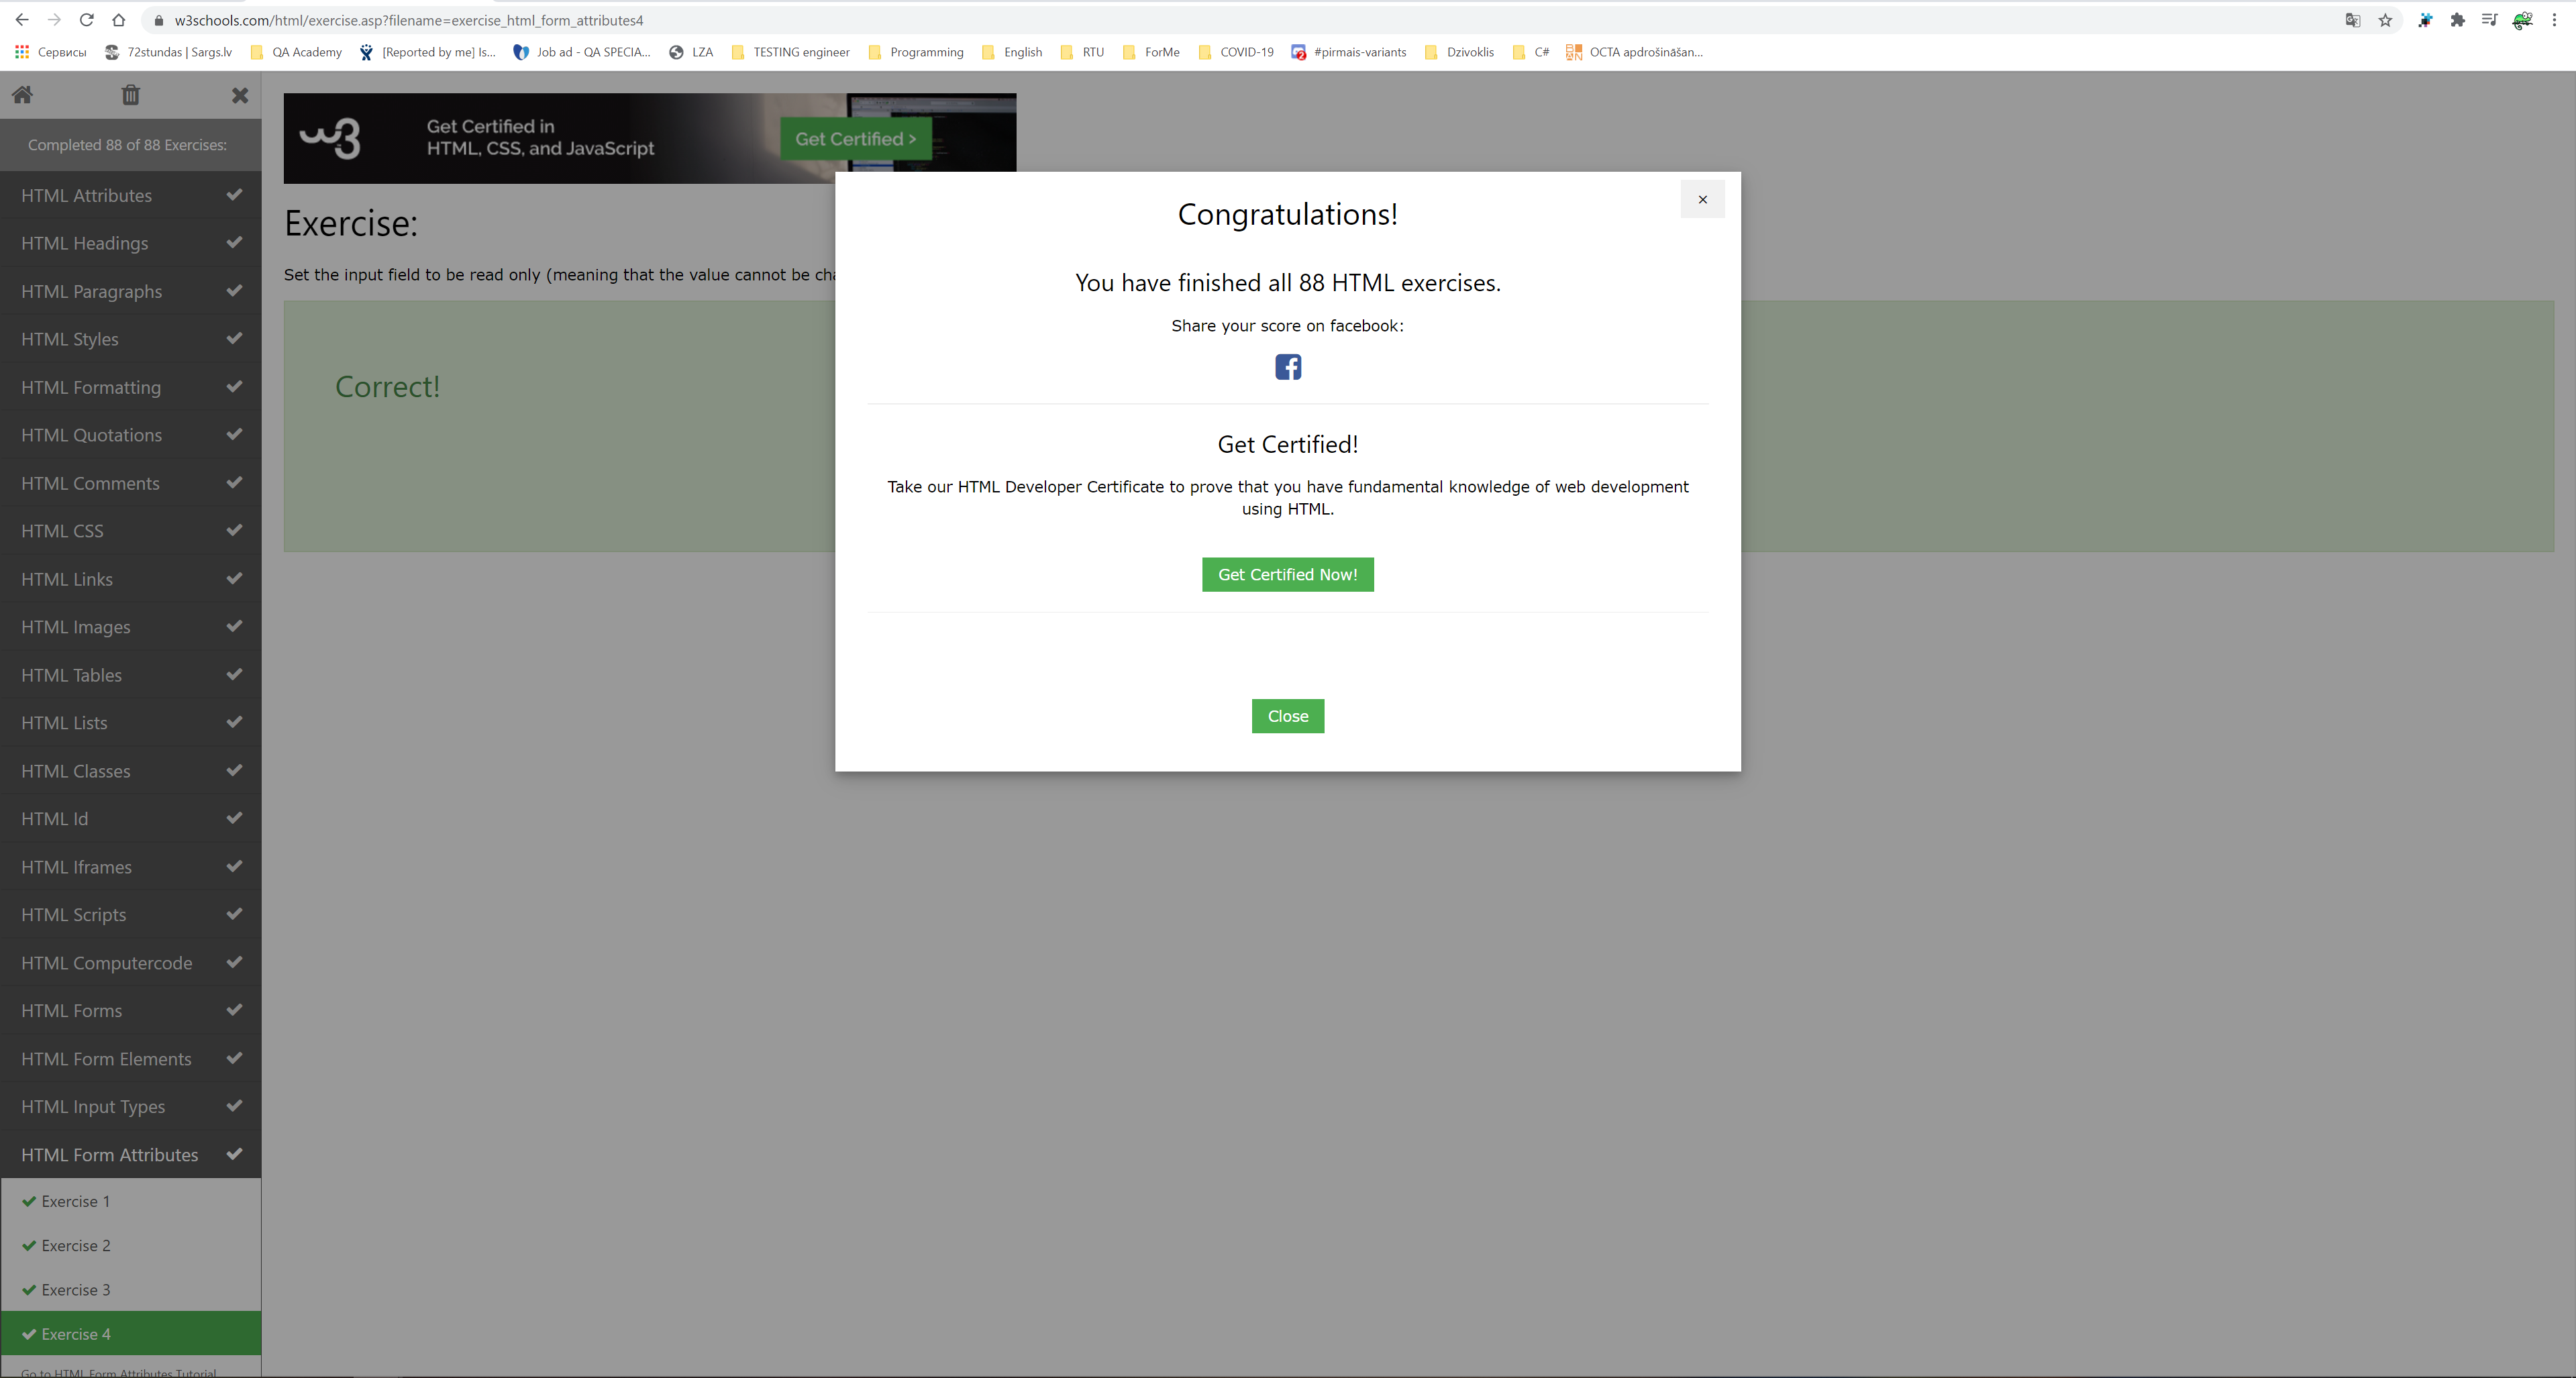 w3schools.com/html/exercise.asp?filename=exercise_html_form_attributes4
Сервисы
72stundas | Sargs.lv
QA Academy
[Reported by me] Is...
Job ad - QA SPECIA...
LZA
TESTING engineer
Programming
English
RTU
ForMe
COVID-19
#pirmais-variants
Dzivoklis
C#
OCTA apdrošināšan...
Completed 88 of 88 Exercises:
HTML Attributes
HTML Headings
HTML Paragraphs
HTML Styles
HTML Formatting
HTML Quotations
HTML Comments
HTML CSS
HTML Links
HTML Images
HTML Tables
HTML Lists
HTML Classes
HTML Id
HTML Iframes
HTML Scripts
HTML Computercode
HTML Forms
HTML Form Elements
HTML Input Types
HTML Form Attributes
Exercise 1
Exercise 2
Exercise 3
Exercise 4
Go to HTML Form Attributes Tutorial
w3
Get Certified in
HTML, CSS, and JavaScript
Get Certified >
Exercise:
Set the input field to be read only (meaning that the value cannot be cha
Correct!
×
Congratulations!
You have finished all 88 HTML exercises.
Share your score on facebook:
Get Certified!
Take our HTML Developer Certificate to prove that you have fundamental knowledge of web development
using HTML.
Get Certified Now!
Close